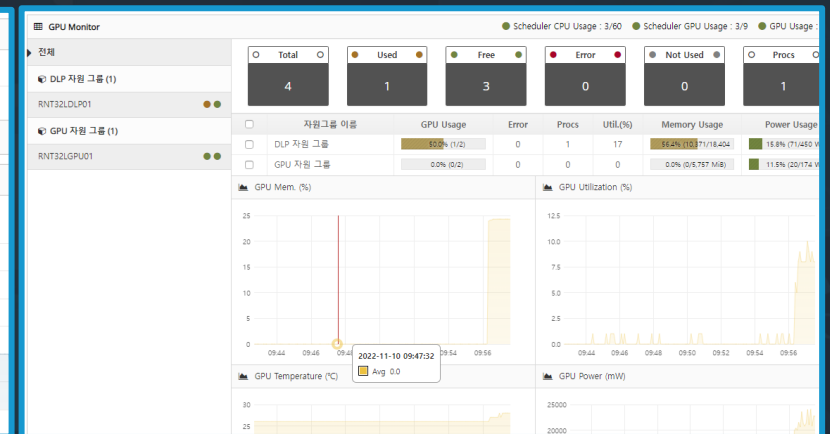 GPU Monitor
Scheduler CPU Usage : 3/60 Scheduler GPU Usage : 3/9 GPU Usage :
전체
DLP 자원 그룹 (1)
RNT32LDLP01
GPU 자원 그룹 (1)
RNT32LGPU01
Total Used Free Error Not Used Procs
4 1 3 0 0 1
자원그룹 이름 GPU Usage Error Procs Util.(%) Memory Usage Power Usage
DLP 자원 그룹 50.0% (1/2) 0 1 17 56.4% (10,371/18,404 15.8% (71/450 W
GPU 자원 그룹 0.0% (0/2) 0 0 0 0.0% (0/5,757 MiB) 11.5% (20/174 W
GPU Mem. (%)
25
20
15
10
5
0
09:44 09:46 09:48 09:54 09:56
2022-11-10 09:47:32
Avg 0.0
GPU Utilization (%)
12.5
10.0
7.5
5.0
2.5
0.0
09:44 09:46 09:48 09:50 09:52 09:54 09:56
GPU Temperature (℃)
30
25
GPU Power (mW)
25000
20000